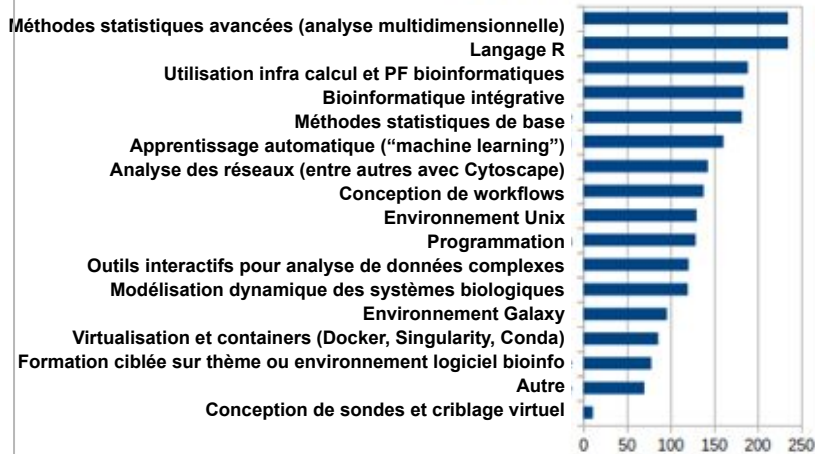 Méthodes statistiques avancées (analyse multidimensionnelle)
Langage R
Utilisation infra calcul et PF bioinformatiques
Bioinformatique intégrative
Méthodes statistiques de base
Apprentissage automatique (“machine learning”)
Analyse des réseaux (entre autres avec Cytoscape)
Conception de workflows
Environnement Unix
Programmation
Outils interactifs pour analyse de données complexes
Modélisation dynamique des systèmes biologiques
Environnement Galaxy
Virtualisation et containers (Docker, Singularity, Conda)
Formation ciblée sur thème ou environnement logiciel bioinfo
Autre
Conception de sondes et criblage virtuel
0 50 100 150 200 250